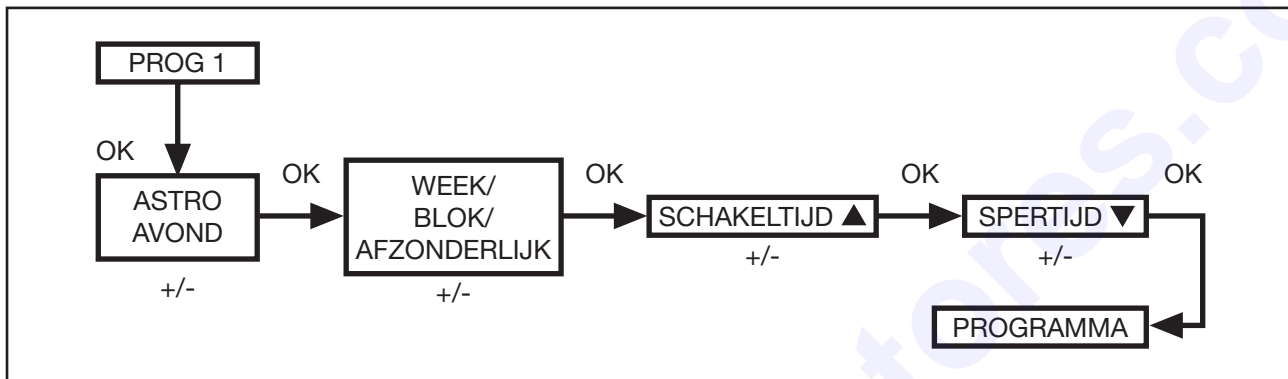 PROG 1
OK
ASTRO
AVOND
+/-
OK
WEEK/
BLOK/
AFZONDERLIJK
+/-
OK
SCHAKELTIJD ▲
+/-
OK
SPERTIJD ▼
+/-
OK
PROGRAMMA